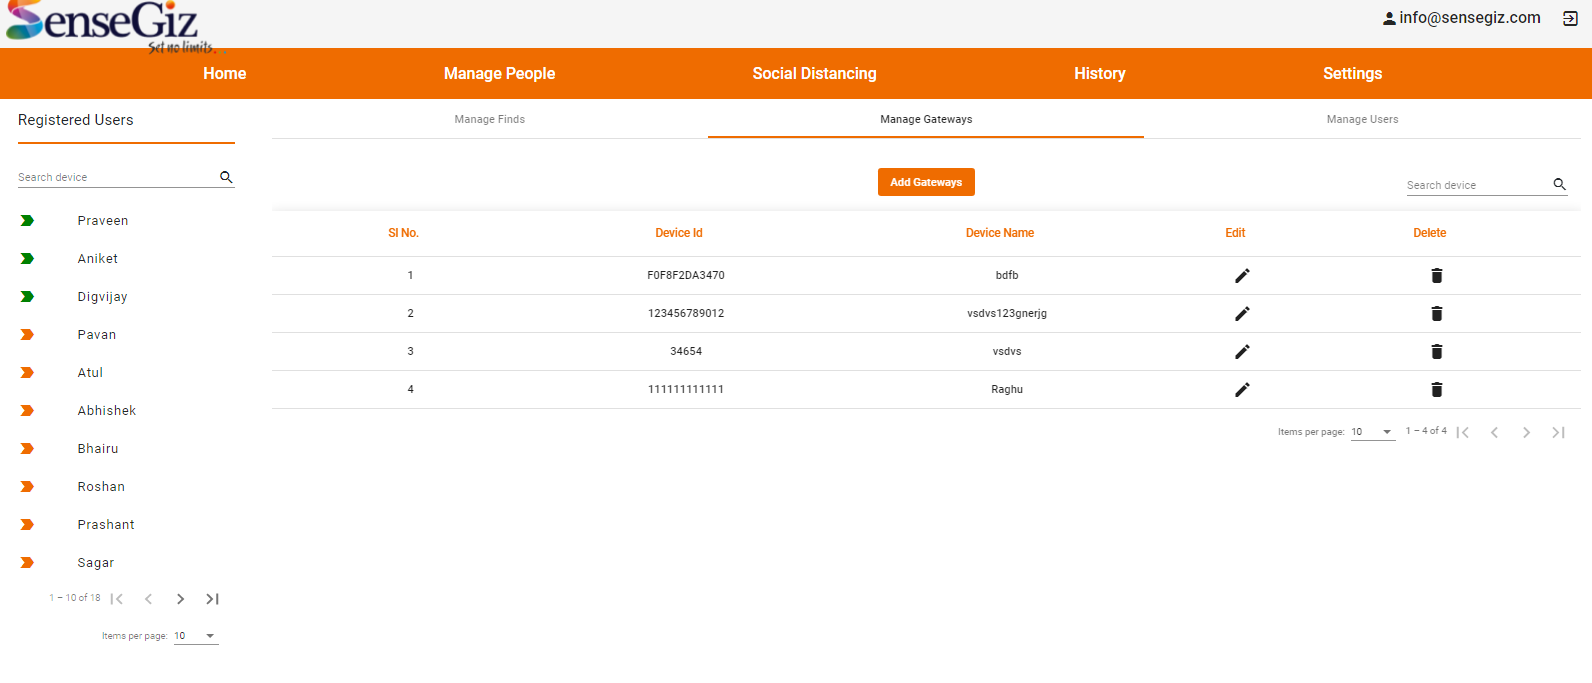 SenseGiz
Set no limits.
info@sensegiz.com
Home Manage People Social Distancing History Settings
Registered Users
Search device
Praveen
Aniket
Digvijay
Pavan
Atul
Abhishek
Bhairu
Roshan
Prashant
Sagar
1 – 10 of 18
Items per page: 10
Manage Finds Manage Gateways Manage Users
Add Gateways
Search device
Sl No. Device Id Device Name Edit Delete
1 F0F8F2DA3470 bdfb
2 123456789012 vsdvs123gnerjg
3 34654 vsdvs
4 111111111111 Raghu
Items per page: 10 1 – 4 of 4